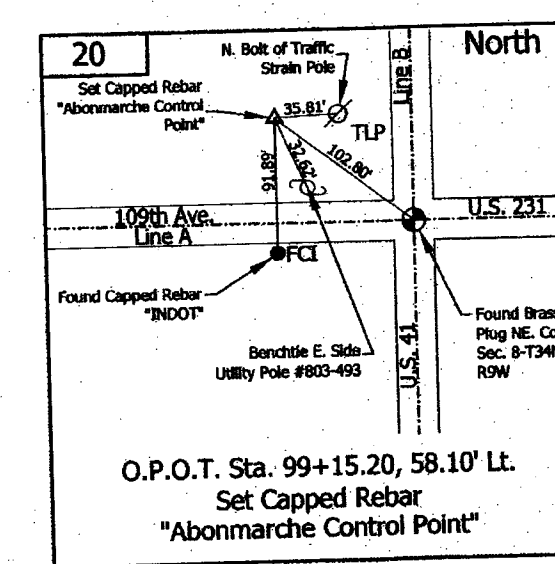 20
North
N. Bolt of Traffic
Strain Pole
Line B
Set Capped Rebar
"Abonmarche Control
Point"
35.81'
TLP
32.62'
102.80'
91.89'
109th Ave.
Line A
U.S. 231
FCI
Found Capped Rebar
"INDOT"
Benchtie E. Side
Utility Pole #803-493
U.S. 41
Found Brass
Plug NE. Co
Sec. 8-T34N
R9W
O.P.O.T. Sta. 99+15.20, 58.10' Lt.
Set Capped Rebar
"Abonmarche Control Point"